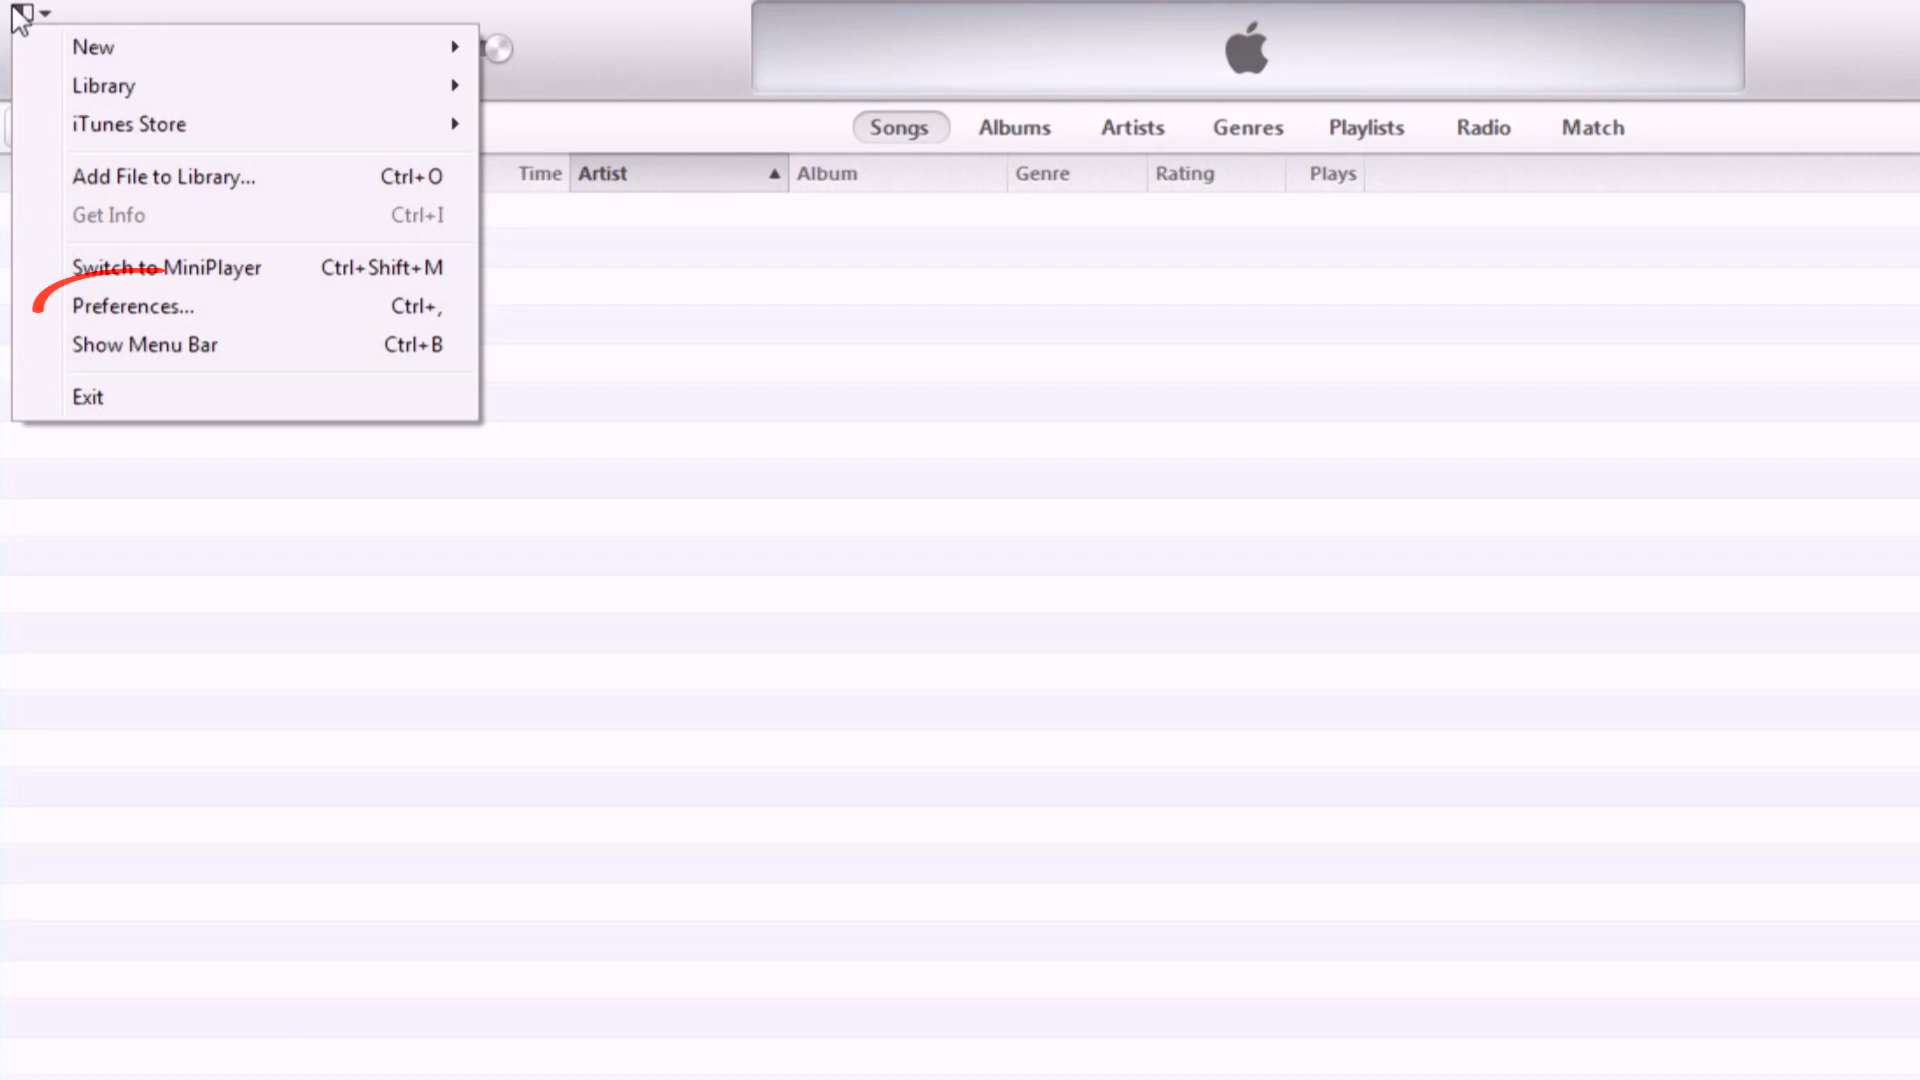 New
Library
iTunes Store
Add File to Library... Ctrl+O
Get Info Ctrl+I
Switch to MiniPlayer Ctrl+Shift+M
Preferences... Ctrl+,
Show Menu Bar Ctrl+B
Exit
Songs Albums Artists Genres Playlists Radio Match
Time Artist Album Genre Rating Plays